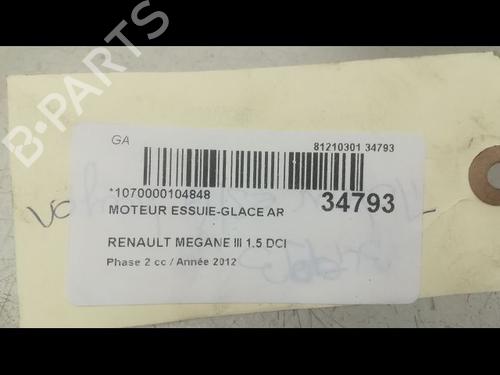 GA
81210301 34793
*1070000104848
MOTEUR ESSUIE-GLACE AR
34793
RENAULT MEGANE III 1.5 DCI
Phase 2 cc / Année 2012
B-PARTS